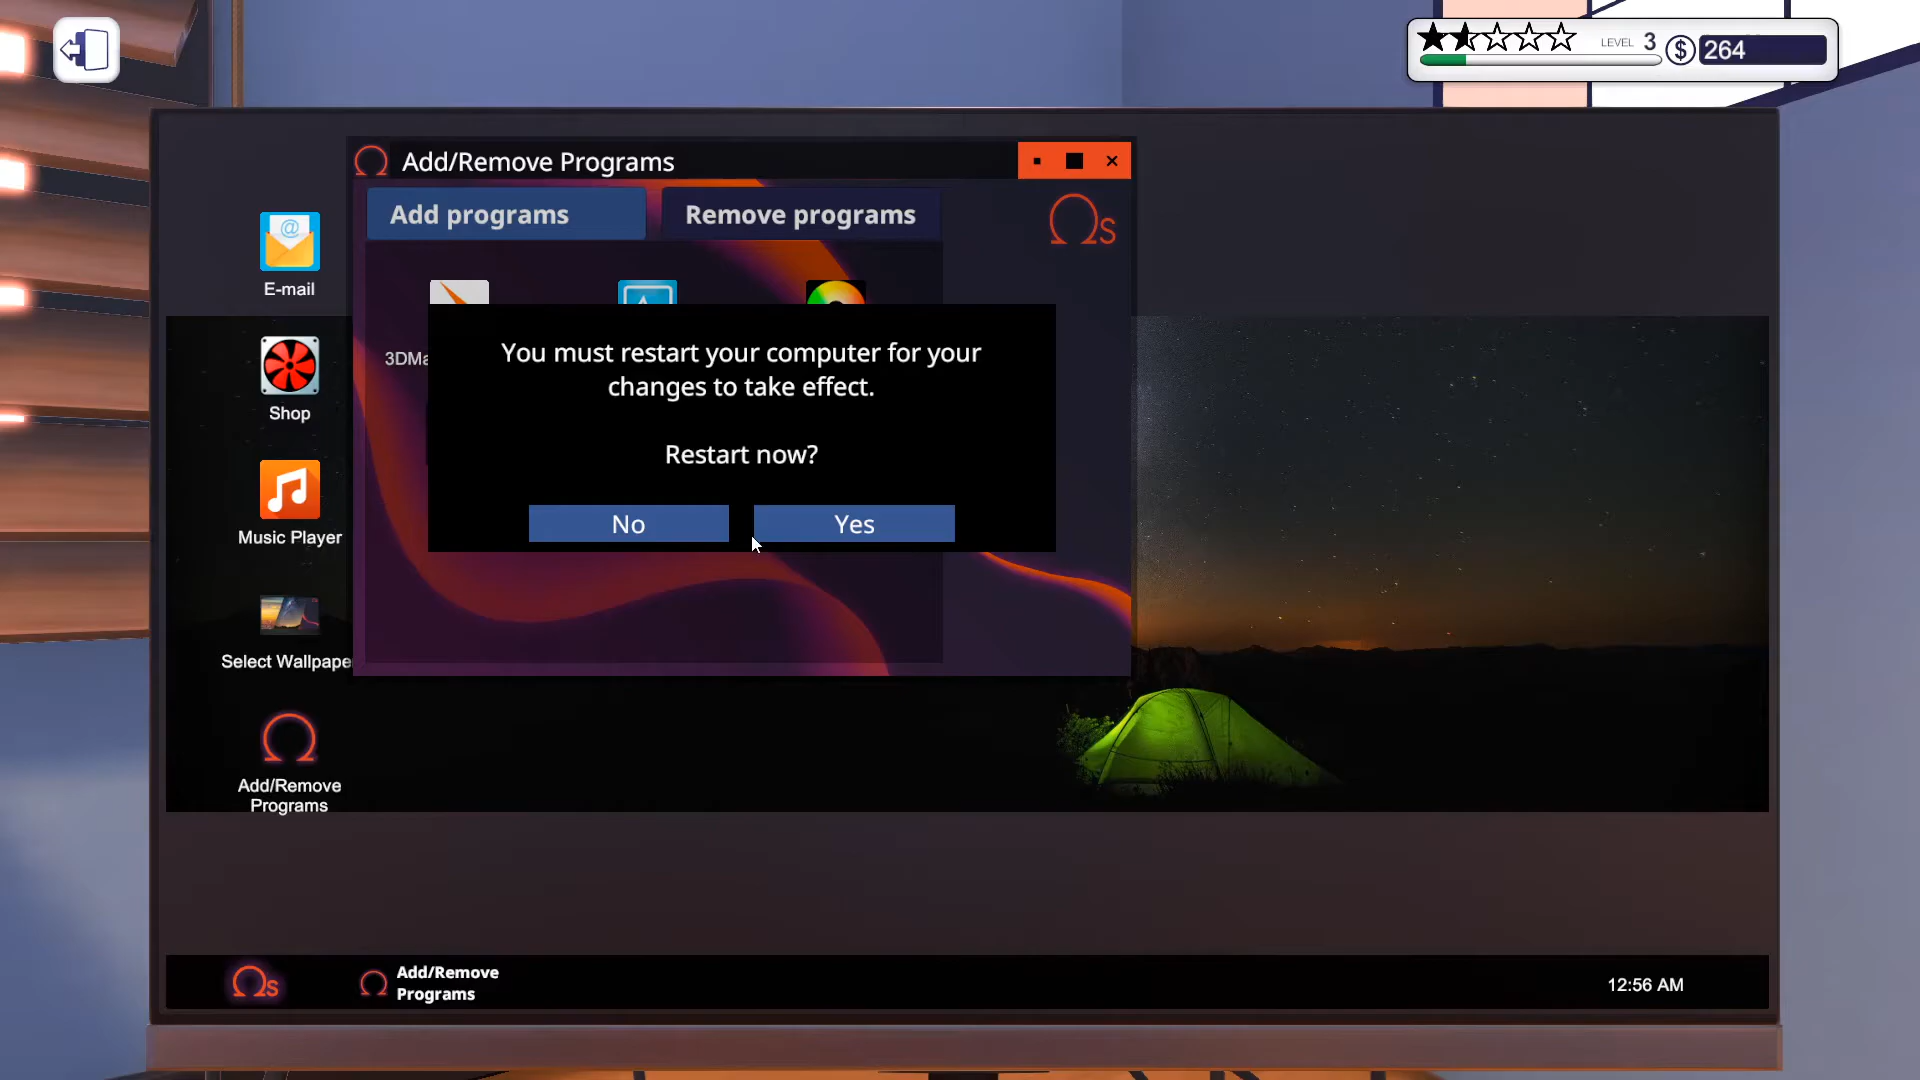 LEVEL 3 $ 264
Add/Remove Programs
Add programs
Remove programs
Ωs
E-mail
Shop
Music Player
Select Wallpape
Add/Remove
Programs
3DMa
You must restart your computer for your
changes to take effect.
Restart now?
No
Yes
Ωs
Add/Remove
Programs
12:56 AM